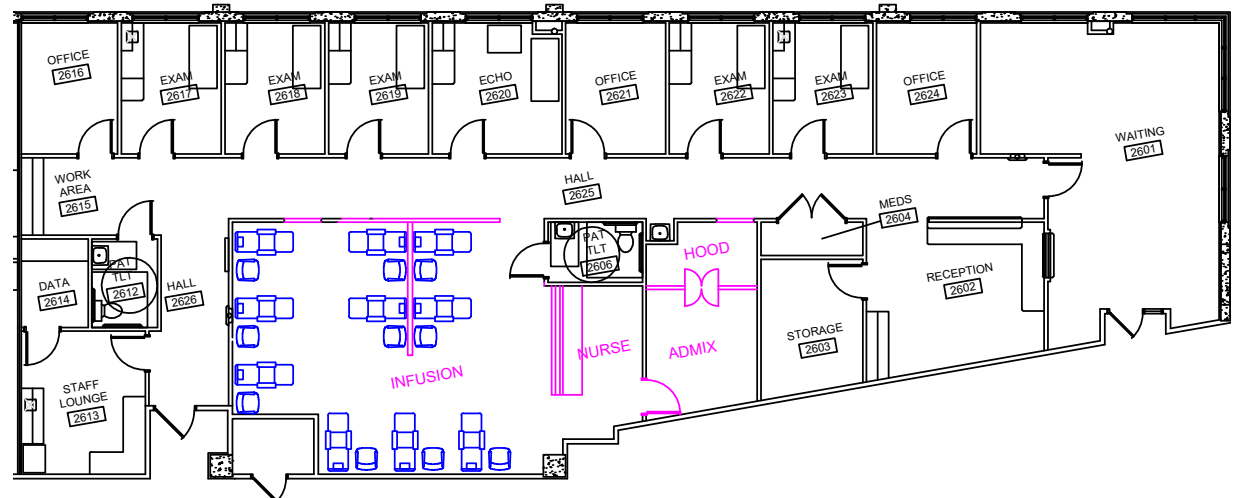 OFFICE
2616
EXAM
2617
EXAM
2618
EXAM
2619
ECHO
2620
OFFICE
2621
EXAM
2622
EXAM
2623
OFFICE
2624
WAITING
2601
WORK
AREA
2615
HALL
2625
MEDS
2604
PAT
TLT
2606
HOOD
PAT
TLT
2612
DATA
2614
HALL
2626
RECEPTION
2602
STORAGE
2603
NURSE
ADMIX
INFUSION
STAFF
LOUNGE
2613